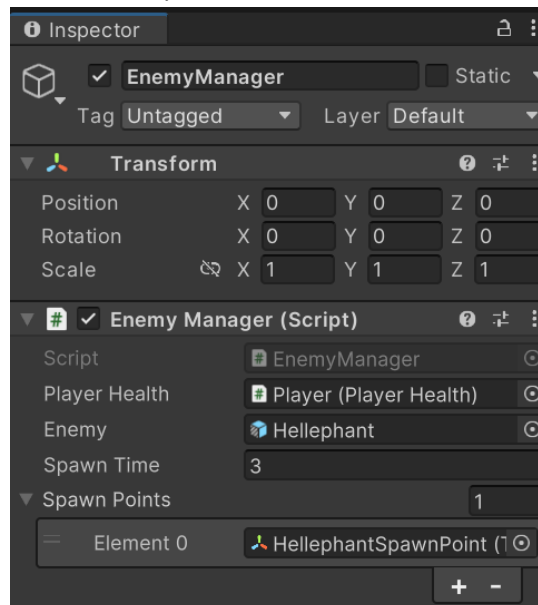 Inspector
EnemyManager Static
Tag Untagged Layer Default
Transform
Position X 0 Y 0 Z 0
Rotation X 0 Y 0 Z 0
Scale X 1 Y 1 Z 1
# Enemy Manager (Script)
Script # EnemyManager
Player Health # Player (Player Health)
Enemy Hellephant
Spawn Time 3
Spawn Points 1
Element 0 HellephantSpawnPoint (T
+ -